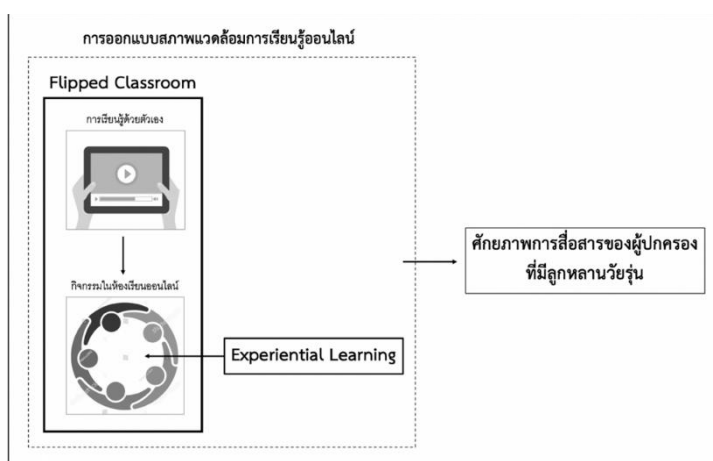 การออกแบบสภาพแวดล้อมการเรียนรู้ออนไลน์
Flipped Classroom
การเรียนรู้ด้วยตัวเอง
กิจกรรมในห้องเรียนออนไลน์
Experiential Learning
ศักยภาพการสื่อสารของผู้ปกครอง
ที่มีลูกหลานวัยรุ่น